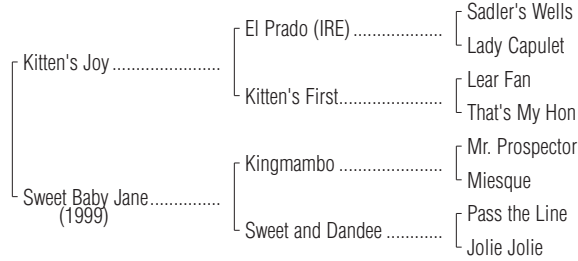 Sadler's Wells
El Prado (IRE) ....................
Lady Capulet
Kitten's Joy ........................
Lear Fan
Kitten's First.......................
That's My Hon
Mr. Prospector
Kingmambo .......................
Miesque
Sweet Baby Jane................
(1999)
Pass the Line
Sweet and Dandee ............
Jolie Jolie